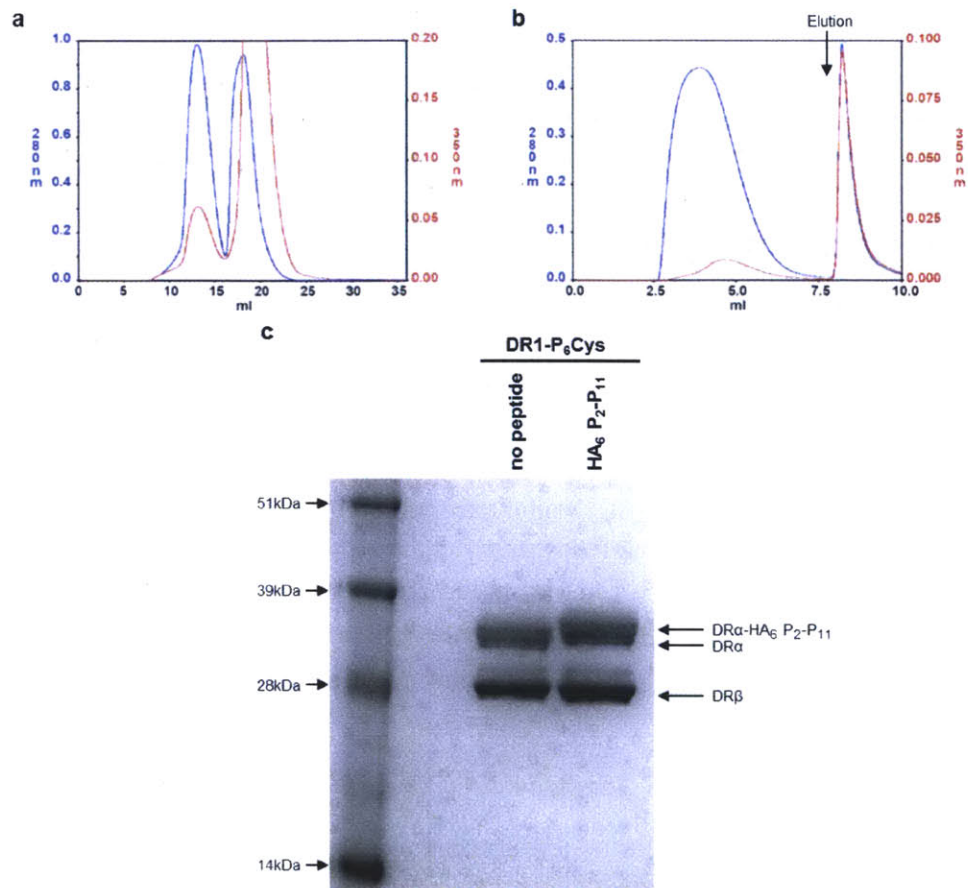 a
1.0
0.8
0.6
0.4
0.2
0.0
280nm
0.20
0.15
0.10
0.05
0.00
350nm
0 5 10 15 20 25 30 35
ml
b
Elution
0.5
0.4
0.3
0.2
0.1
0.0
280nm
0.100
0.075
0.050
0.025
0.000
350nm
0.0 2.5 5.0 7.5 10.0
ml
c
DR1-P₆Cys
no peptide
HA₆ P₂-P₁₁
51kDa
39kDa
28kDa
14kDa
DRα-HA₆ P₂-P₁₁
DRα
DRβ